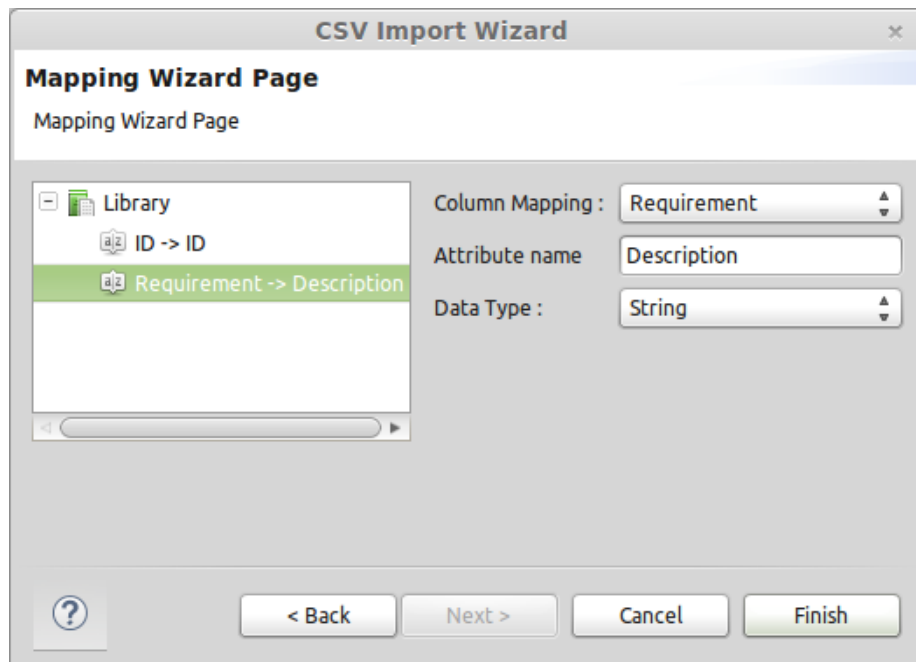 CSV Import Wizard
Mapping Wizard Page
Mapping Wizard Page
Library
ID -> ID
Requirement -> Description
Column Mapping : Requirement
Attribute name Description
Data Type : String
? < Back Next > Cancel Finish